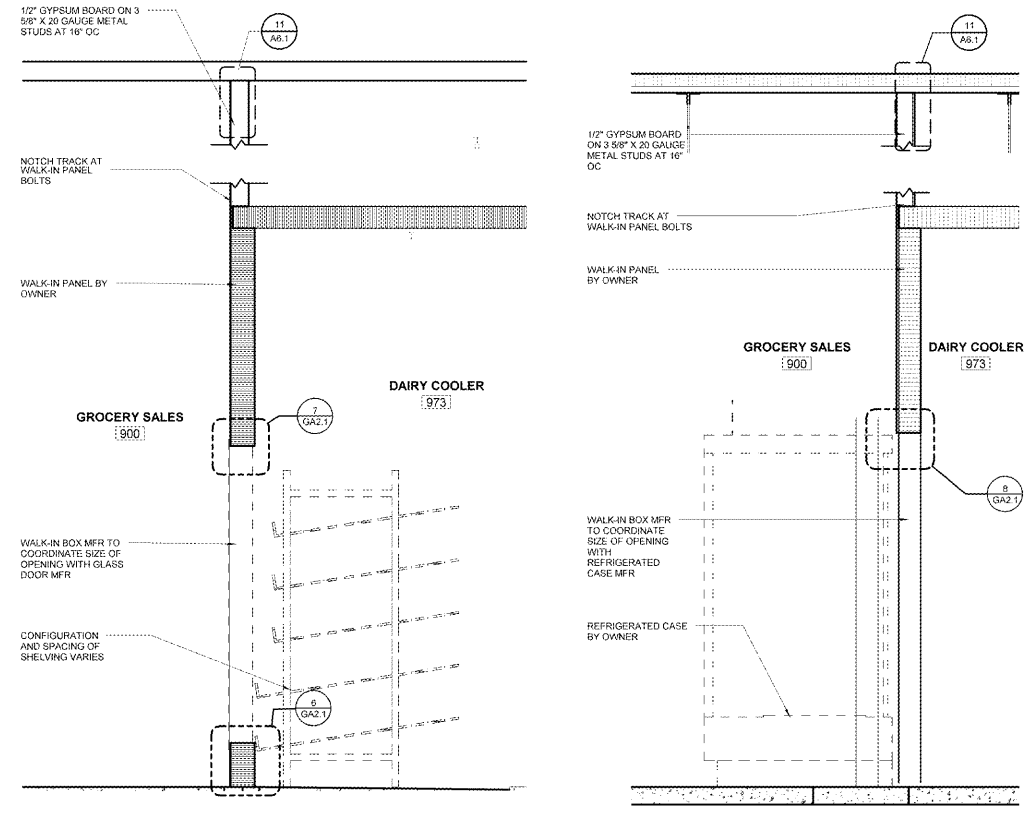 1/2" GYPSUM BOARD ON 3
5/8" X 20 GAUGE METAL
STUDS AT 16" OC
11
A6.1
NOTCH TRACK AT
WALK-IN PANEL
BOLTS
WALK-IN PANEL BY
OWNER
DAIRY COOLER
973
GROCERY SALES
900
7
GA2.1
WALK-IN BOX MFR TO
COORDINATE SIZE OF
OPENING WITH GLASS
DOOR MFR
CONFIGURATION
AND SPACING OF
SHELVING VARIES
6
GA2.1
11
A6.1
1/2" GYPSUM BOARD
ON 3 5/8" X 20 GAUGE
METAL STUDS AT 16"
OC
NOTCH TRACK AT
WALK-IN PANEL BOLTS
WALK-IN PANEL
BY OWNER
GROCERY SALES
900
DAIRY COOLER
973
8
GA2.1
WALK-IN BOX MFR
TO COORDINATE
SIZE OF OPENING
WITH
REFRIGERATED
CASE MFR
REFRIGERATED CASE
BY OWNER